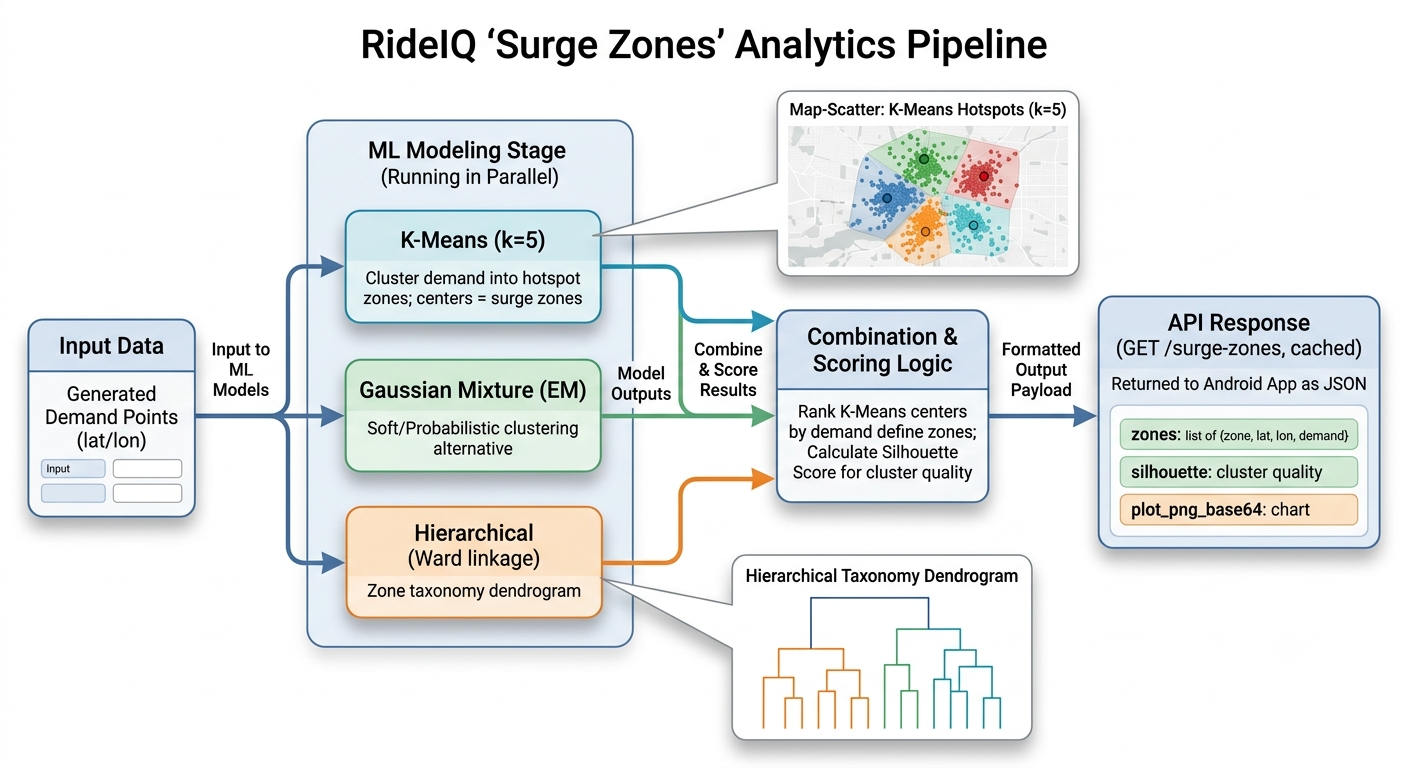 RideIQ ‘Surge Zones’ Analytics Pipeline
Input Data
Generated
Demand Points
(lat/lon)
Input
Input to
ML
Models
ML Modeling Stage
(Running in Parallel)
K-Means (k=5)
Cluster demand into hotspot
zones; centers = surge zones
Gaussian Mixture (EM)
Soft/Probabilistic clustering
alternative
Hierarchical
(Ward linkage)
Zone taxonomy dendrogram
Map-Scatter: K-Means Hotspots (k=5)
Model
Outputs
Combine
& Score
Results
Combination &
Scoring Logic
Rank K-Means centers
by demand define zones;
Calculate Silhouette
Score for cluster quality
Hierarchical Taxonomy Dendrogram
Formatted
Output
Payload
API Response
(GET /surge-zones, cached)
Returned to Android App as JSON
zones: list of {zone, lat, lon, demand}
silhouette: cluster quality
plot_png_base64: chart